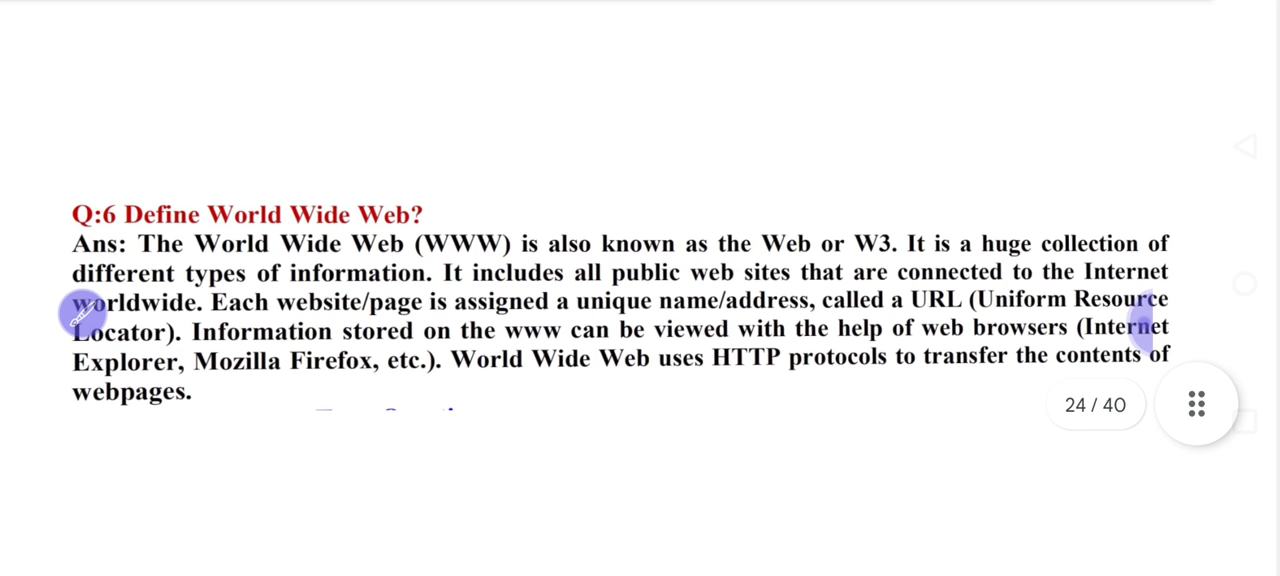 Q:6 Define World Wide Web?
Ans: The World Wide Web (WWW) is also known as the Web or W3. It is a huge collection of
different types of information. It includes all public web sites that are connected to the Internet
worldwide. Each website/page is assigned a unique name/address, called a URL (Uniform Resource
Locator). Information stored on the www can be viewed with the help of web browsers (Internet
Explorer, Mozilla Firefox, etc.). World Wide Web uses HTTP protocols to transfer the contents of
webpages.
24 / 40